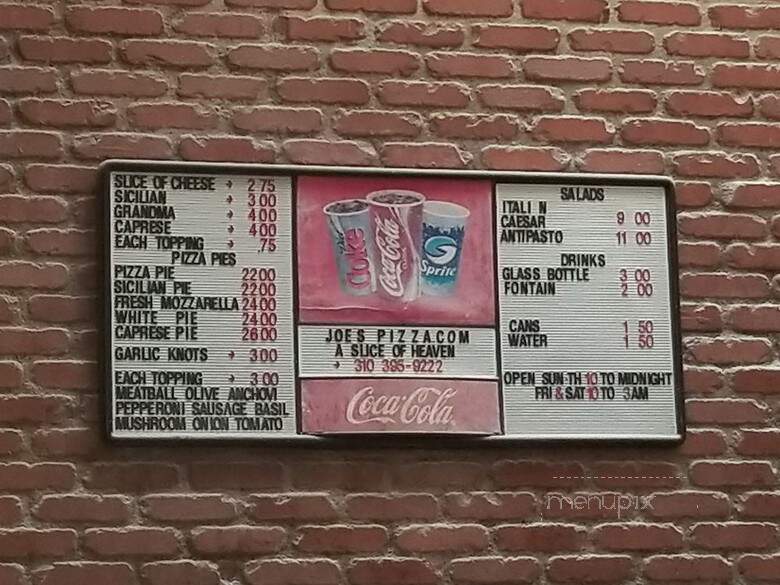 SLICE OF CHEESE → 2 75
SICILIAN → 3 00
GRANDMA → 4 00
CAPRESE → 4 00
EACH TOPPING → .75
PIZZA PIES
PIZZA PIE 22 00
SICILIAN PIE 22 00
FRESH MOZZARELLA 24 00
WHITE PIE 24 00
CAPRESE PIE 26 00
GARLIC KNOTS → 3 00
EACH TOPPING → 3 00
MEATBALL OLIVE ANCHOVI
PEPPERONI SAUSAGE BASIL
MUSHROOM ONION TOMATO
Coke
Coca-Cola
Sprite
JOES PIZZA.COM
A SLICE OF HEAVEN
→ 310 395-9222
Coca-Cola
SALADS
ITALI N
CAESAR 9 00
ANTIPASTO 11 00
DRINKS
GLASS BOTTLE 3 00
FONTAIN 2 00
CANS 1 50
WATER 1 50
OPEN SUN-TH 10 TO MIDNIGHT
FRI & SAT 10 TO 3AM
menupix